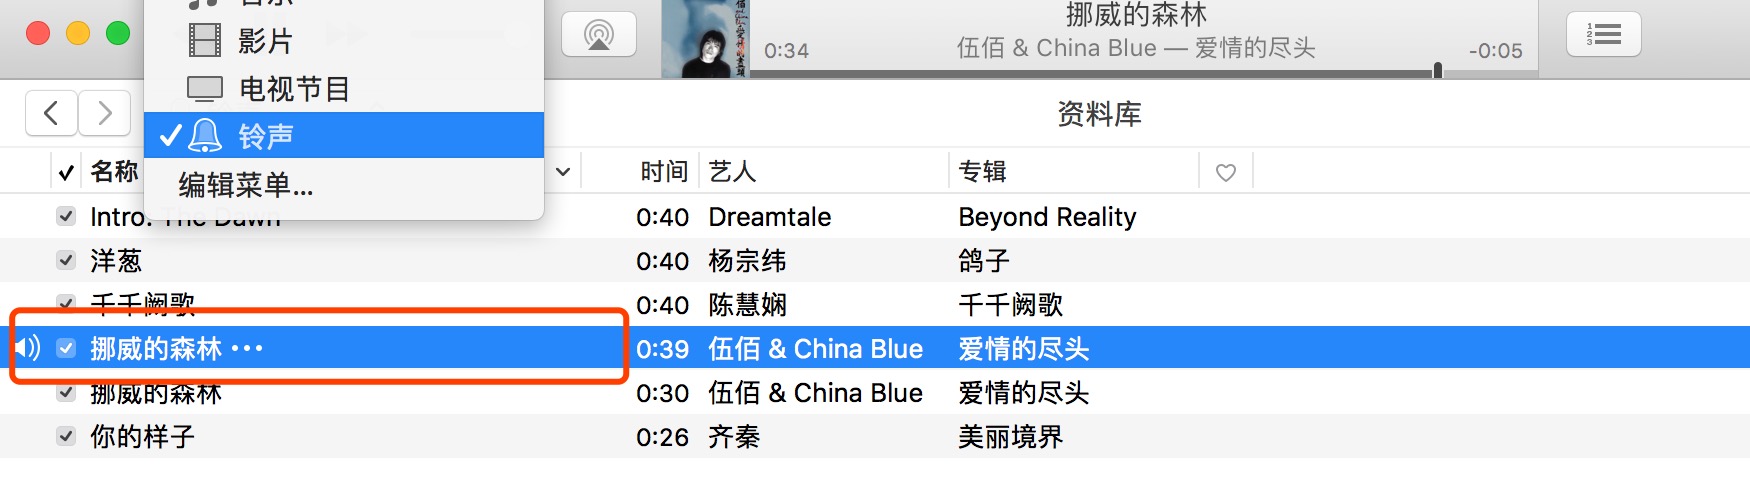 音乐
影片
电视节目
铃声
编辑菜单...
0:34
挪威的森林
伍佰 & China Blue — 爱情的尽头
-0:05
资料库
名称 时间 艺人 专辑
Intro: The Dawn 0:40 Dreamtale Beyond Reality
洋葱 0:40 杨宗纬 鸽子
千千阙歌 0:40 陈慧娴 千千阙歌
挪威的森林 ··· 0:39 伍佰 & China Blue 爱情的尽头
挪威的森林 0:30 伍佰 & China Blue 爱情的尽头
你的样子 0:26 齐秦 美丽境界